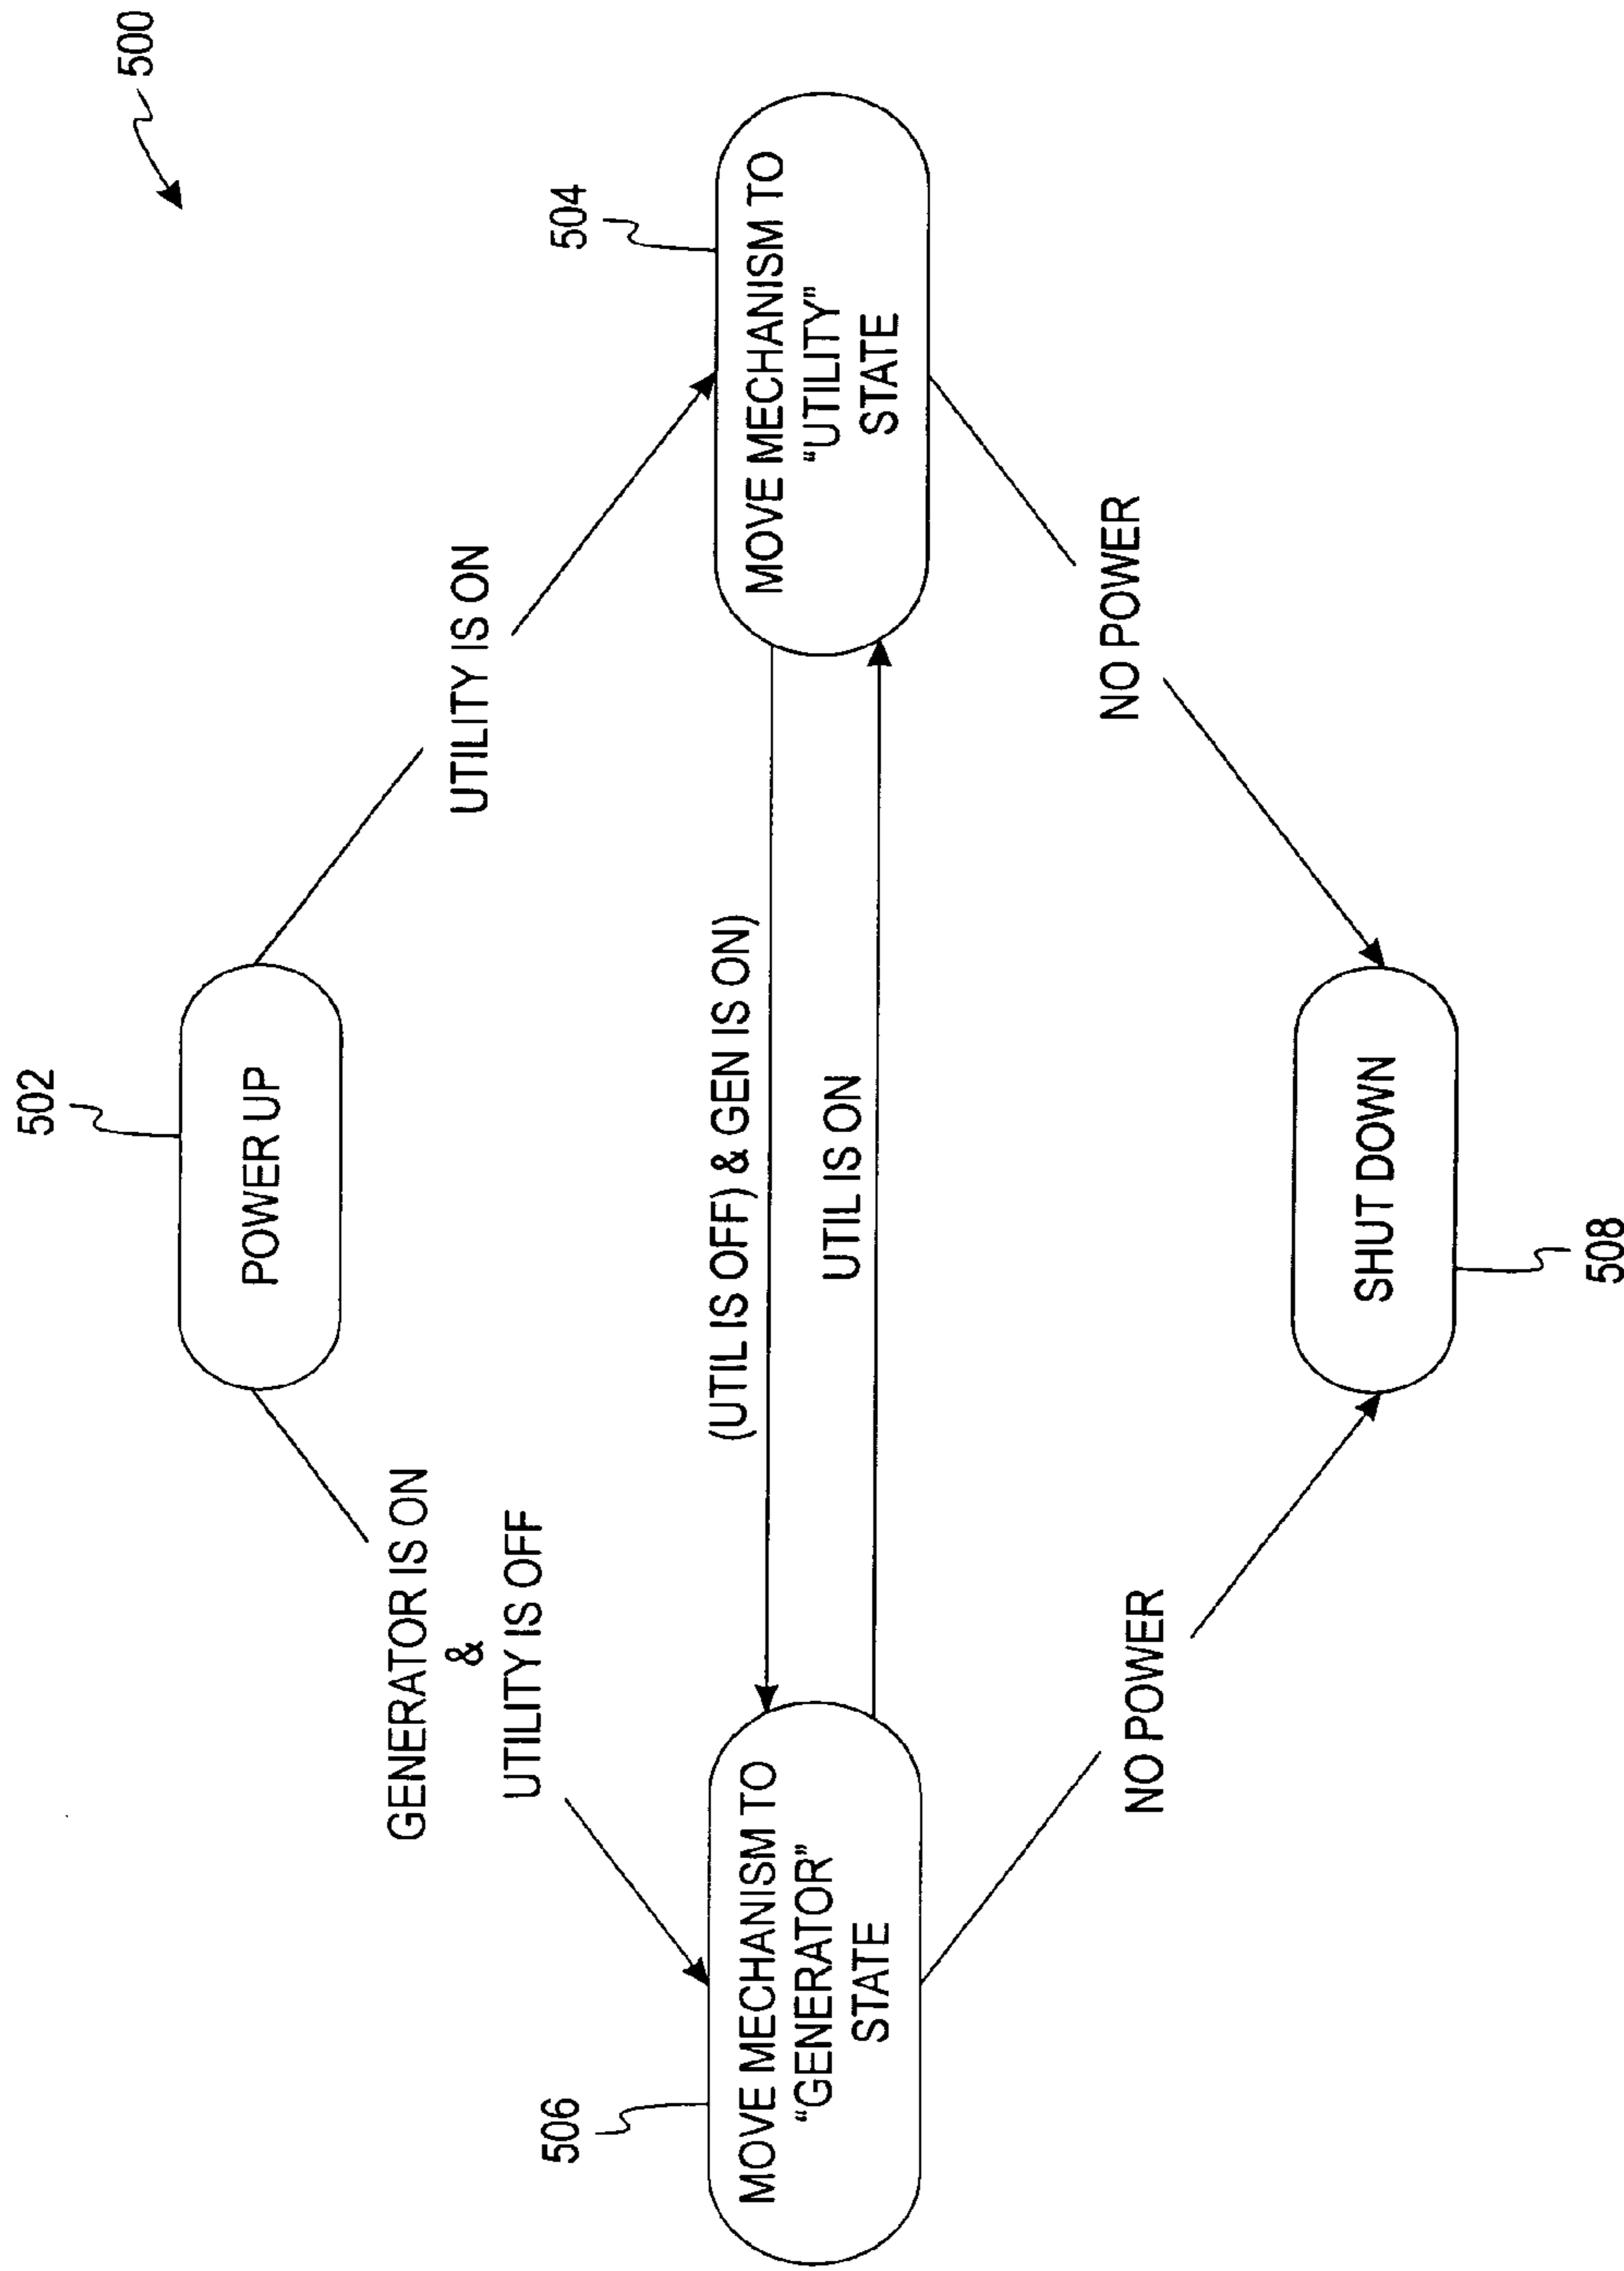 500
502
POWER UP
GENERATOR IS ON
&
UTILITY IS OFF
UTILITY IS ON
506
MOVE MECHANISM TO
"GENERATOR"
STATE
(UTIL IS OFF) & GEN IS ON)
UTIL IS ON
504
MOVE MECHANISM TO
"UTILITY"
STATE
NO POWER
NO POWER
SHUT DOWN
508